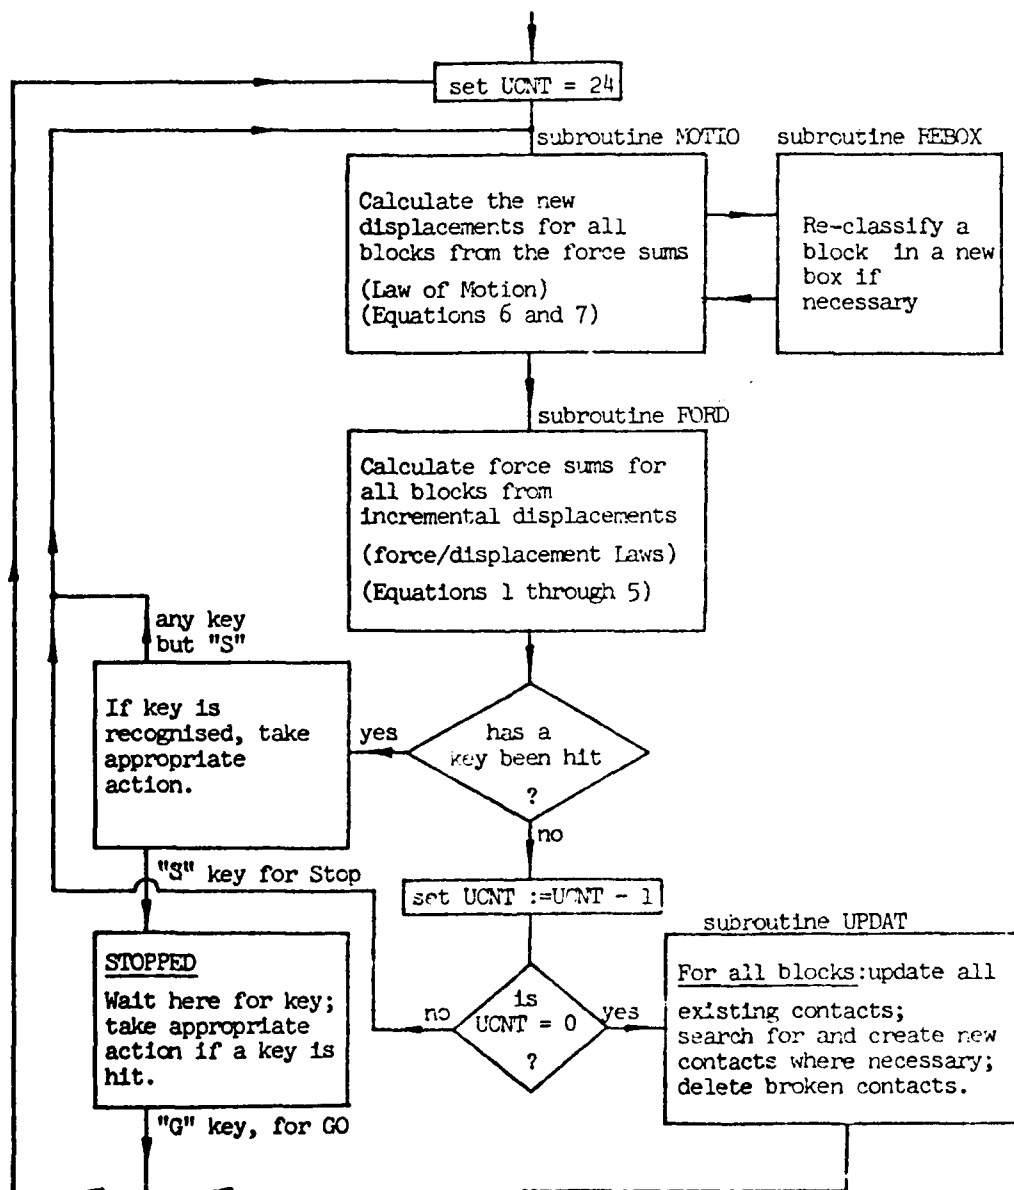 set UCNT = 24
subroutine MOTIO
subroutine REBOX
Calculate the new
displacements for all
blocks from the force sums
(Law of Motion)
(Equations 6 and 7)
Re-classify a
block in a new
box if
necessary
subroutine FORD
Calculate force sums for
all blocks from
incremental displacements
(force/displacement Laws)
(Equations 1 through 5)
any key
but "S"
If key is
recognised, take
appropriate
action.
yes
has a
key been hit
?
no
"S" key for Stop
set UCNT :=UCNT - 1
subroutine UPDAT
STOPPED
Wait here for key;
take appropriate
action if a key is
hit.
no
is
UCNT = 0
?
yes
For all blocks:update all
existing contacts;
search for and create new
contacts where necessary;
delete broken contacts.
"G" key, for GO